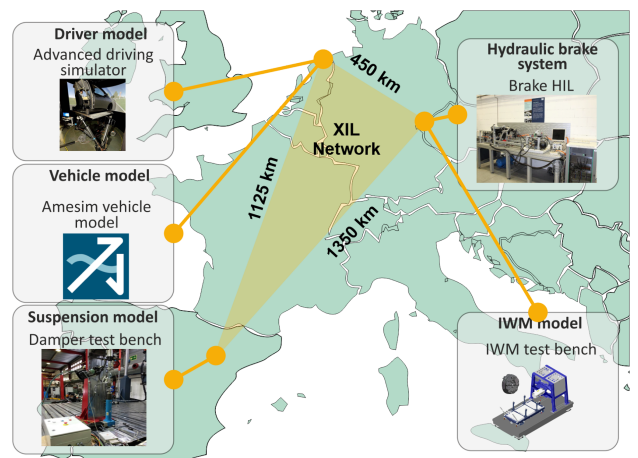 Driver model
Advanced driving
simulator
Vehicle model
Amesim vehicle
model
Suspension model
Damper test bench
450 km
XIL
Network
1125 km
1350 km
Hydraulic brake
system
Brake HIL
IWM model
IWM test bench